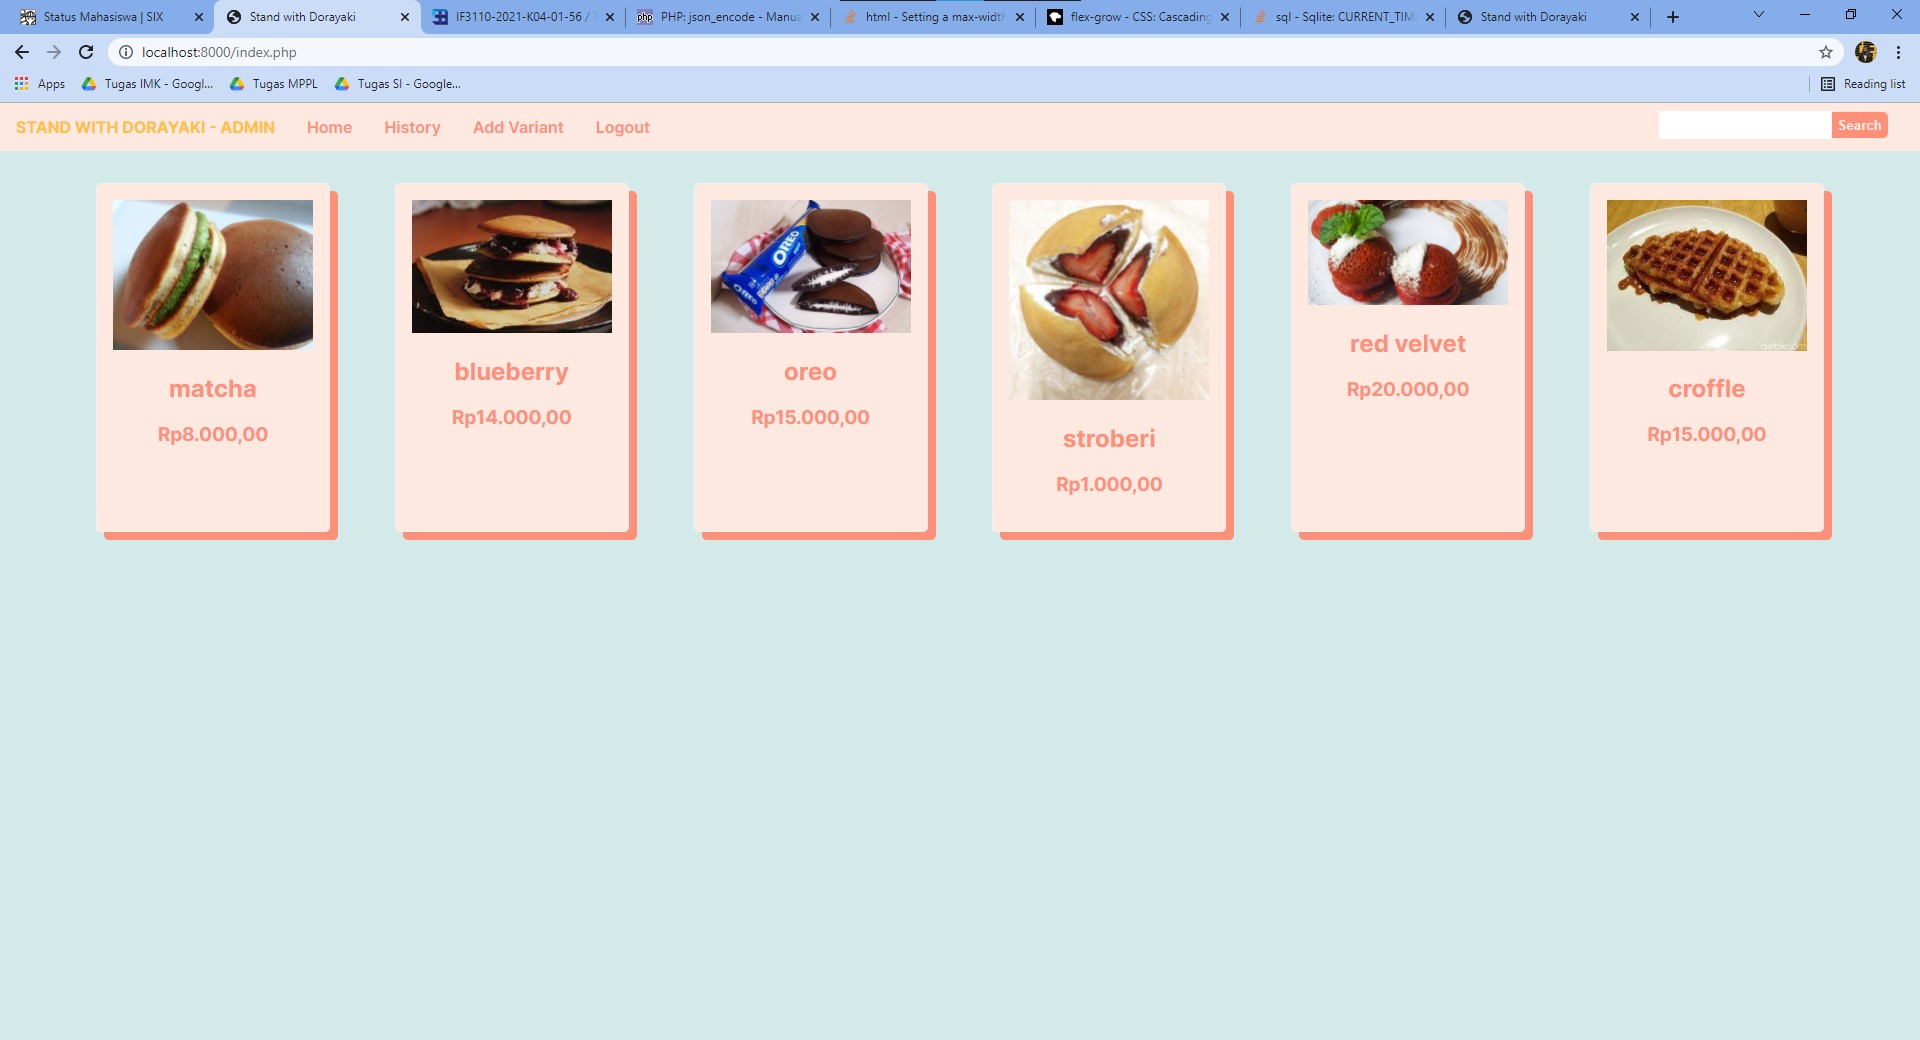 Status Mahasiswa | SIX
Stand with Dorayaki
IF3110-2021-K04-01-56 /
PHP: json_encode - Manua
html - Setting a max-width
flex-grow - CSS: Cascading
sql - Sqlite: CURRENT_TIM
Stand with Dorayaki
localhost:8000/index.php
Apps
Tugas IMK - Googl...
Tugas MPPL
Tugas SI - Google...
Reading list
STAND WITH DORAYAKI - ADMIN
Home
History
Add Variant
Logout
Search
OREO
OREO
detikcom
matcha
Rp8.000,00
blueberry
Rp14.000,00
oreo
Rp15.000,00
stroberi
Rp1.000,00
red velvet
Rp20.000,00
croffle
Rp15.000,00